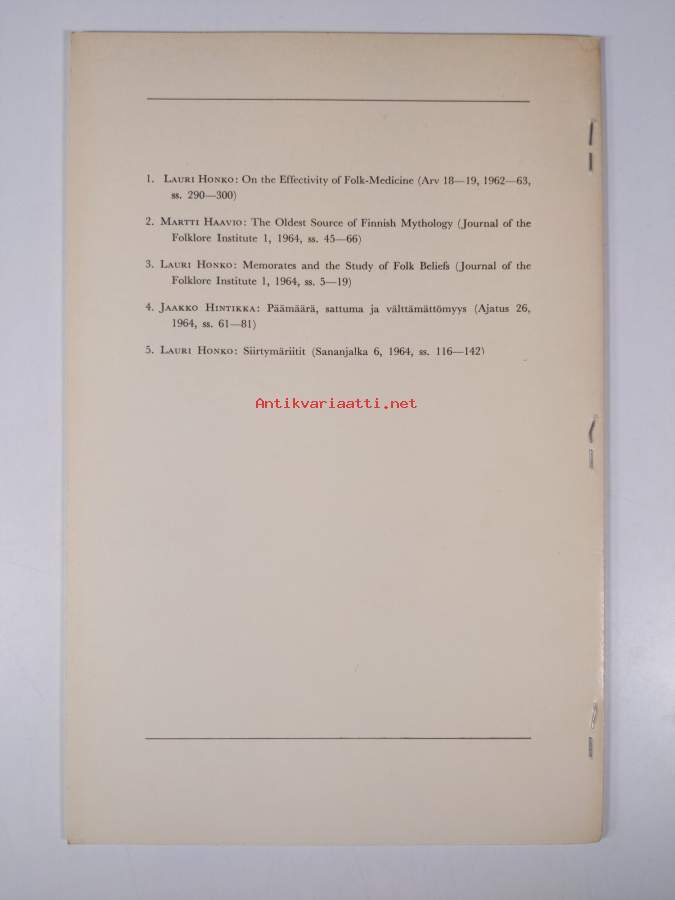 1. Lauri Honko: On the Effectivity of Folk-Medicine (Arv 18—19, 1962—63,
ss. 290—300)
2. Martti Haavio: The Oldest Source of Finnish Mythology (Journal of the
Folklore Institute 1, 1964, ss. 45—66)
3. Lauri Honko: Memorates and the Study of Folk Beliefs (Journal of the
Folklore Institute 1, 1964, ss. 5—19)
4. Jaakko Hintikka: Päämäärä, sattuma ja välttämättömyys (Ajatus 26,
1964, ss. 61—81)
5. Lauri Honko: Siirtymäriitit (Sananjalka 6, 1964, ss. 116—142)
Antikvariaatti.net